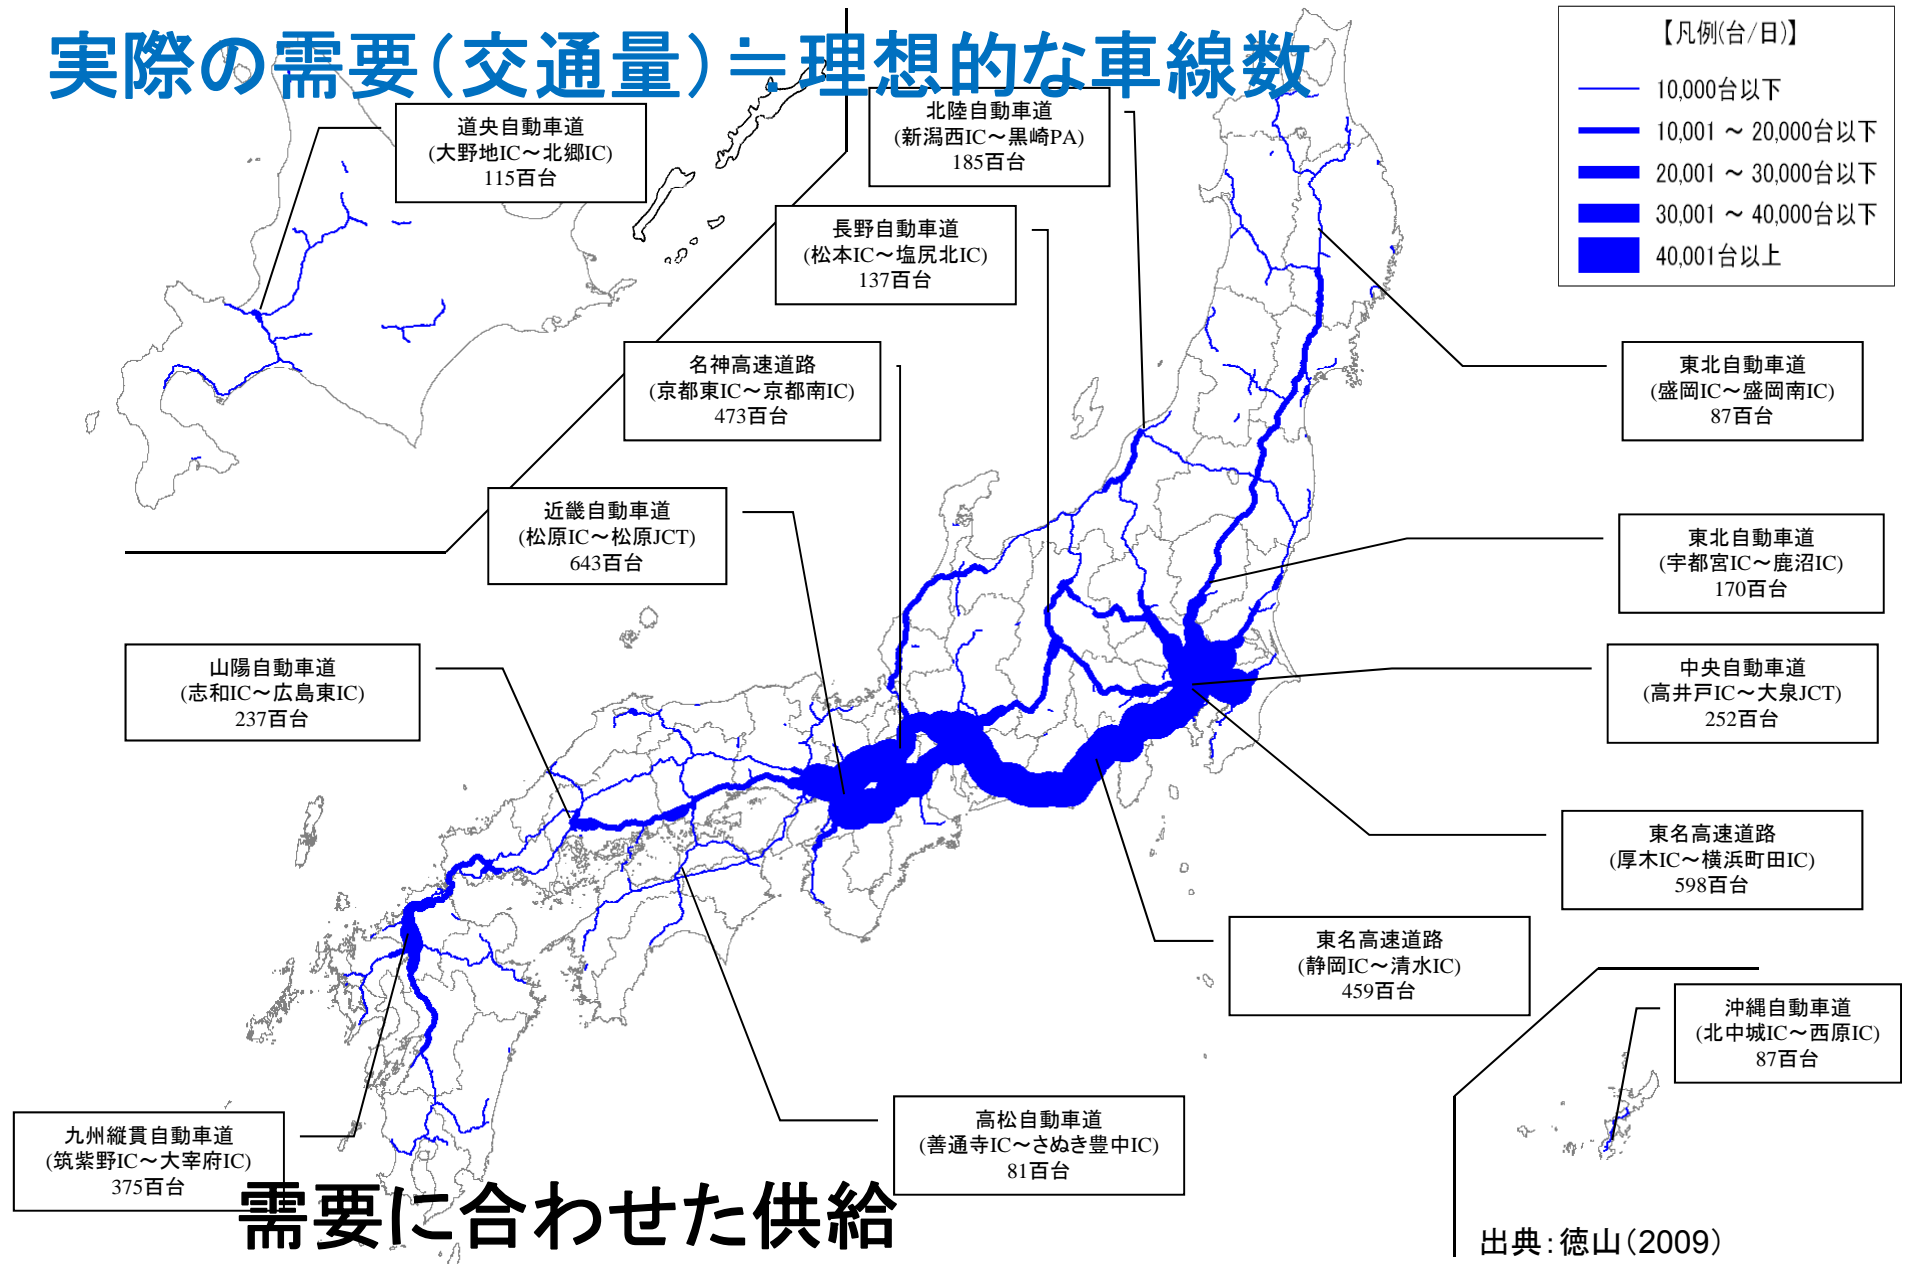 実際の需要(交通量)≒理想的な車線数
【凡例(台/日)】
10,000台以下
10,001 ～ 20,000台以下
20,001 ～ 30,000台以下
30,001 ～ 40,000台以下
40,001台以上
道央自動車道
(大野地IC～北郷IC)
115百台
北陸自動車道
(新潟西IC～黒崎PA)
185百台
長野自動車道
(松本IC～塩尻北IC)
137百台
名神高速道路
(京都東IC～京都南IC)
473百台
東北自動車道
(盛岡IC～盛岡南IC)
87百台
近畿自動車道
(松原IC～松原JCT)
643百台
東北自動車道
(宇都宮IC～鹿沼IC)
170百台
山陽自動車道
(志和IC～広島東IC)
237百台
中央自動車道
(高井戸IC～大泉JCT)
252百台
東名高速道路
(厚木IC～横浜町田IC)
598百台
東名高速道路
(静岡IC～清水IC)
459百台
沖縄自動車道
(北中城IC～西原IC)
87百台
高松自動車道
(善通寺IC～さぬき豊中IC)
81百台
九州縦貫自動車道
(筑紫野IC～大宰府IC)
375百台
需要に合わせた供給
出典：徳山(2009)